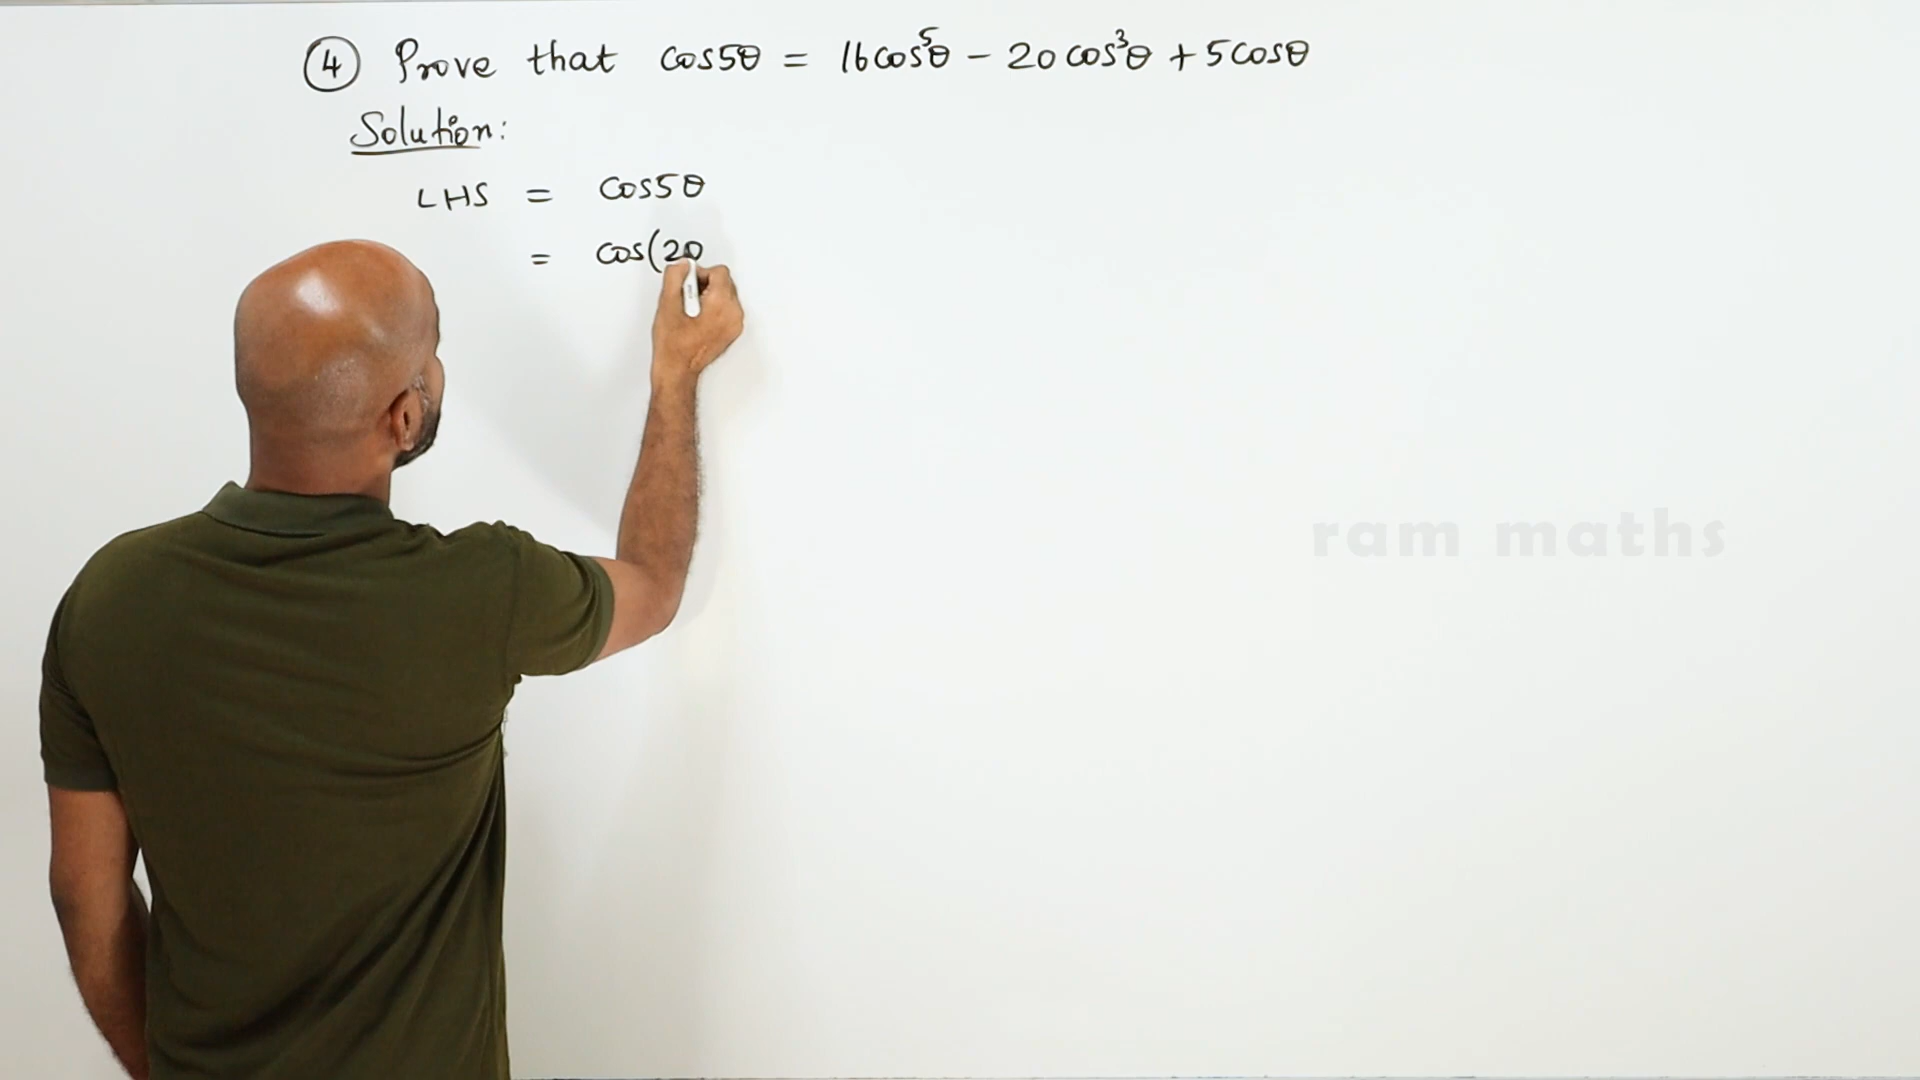 ④ Prove that cos5θ = 16cos⁵θ - 20cos³θ + 5cosθ
Solution:
LHS = cos5θ
= cos(2θ
ram maths